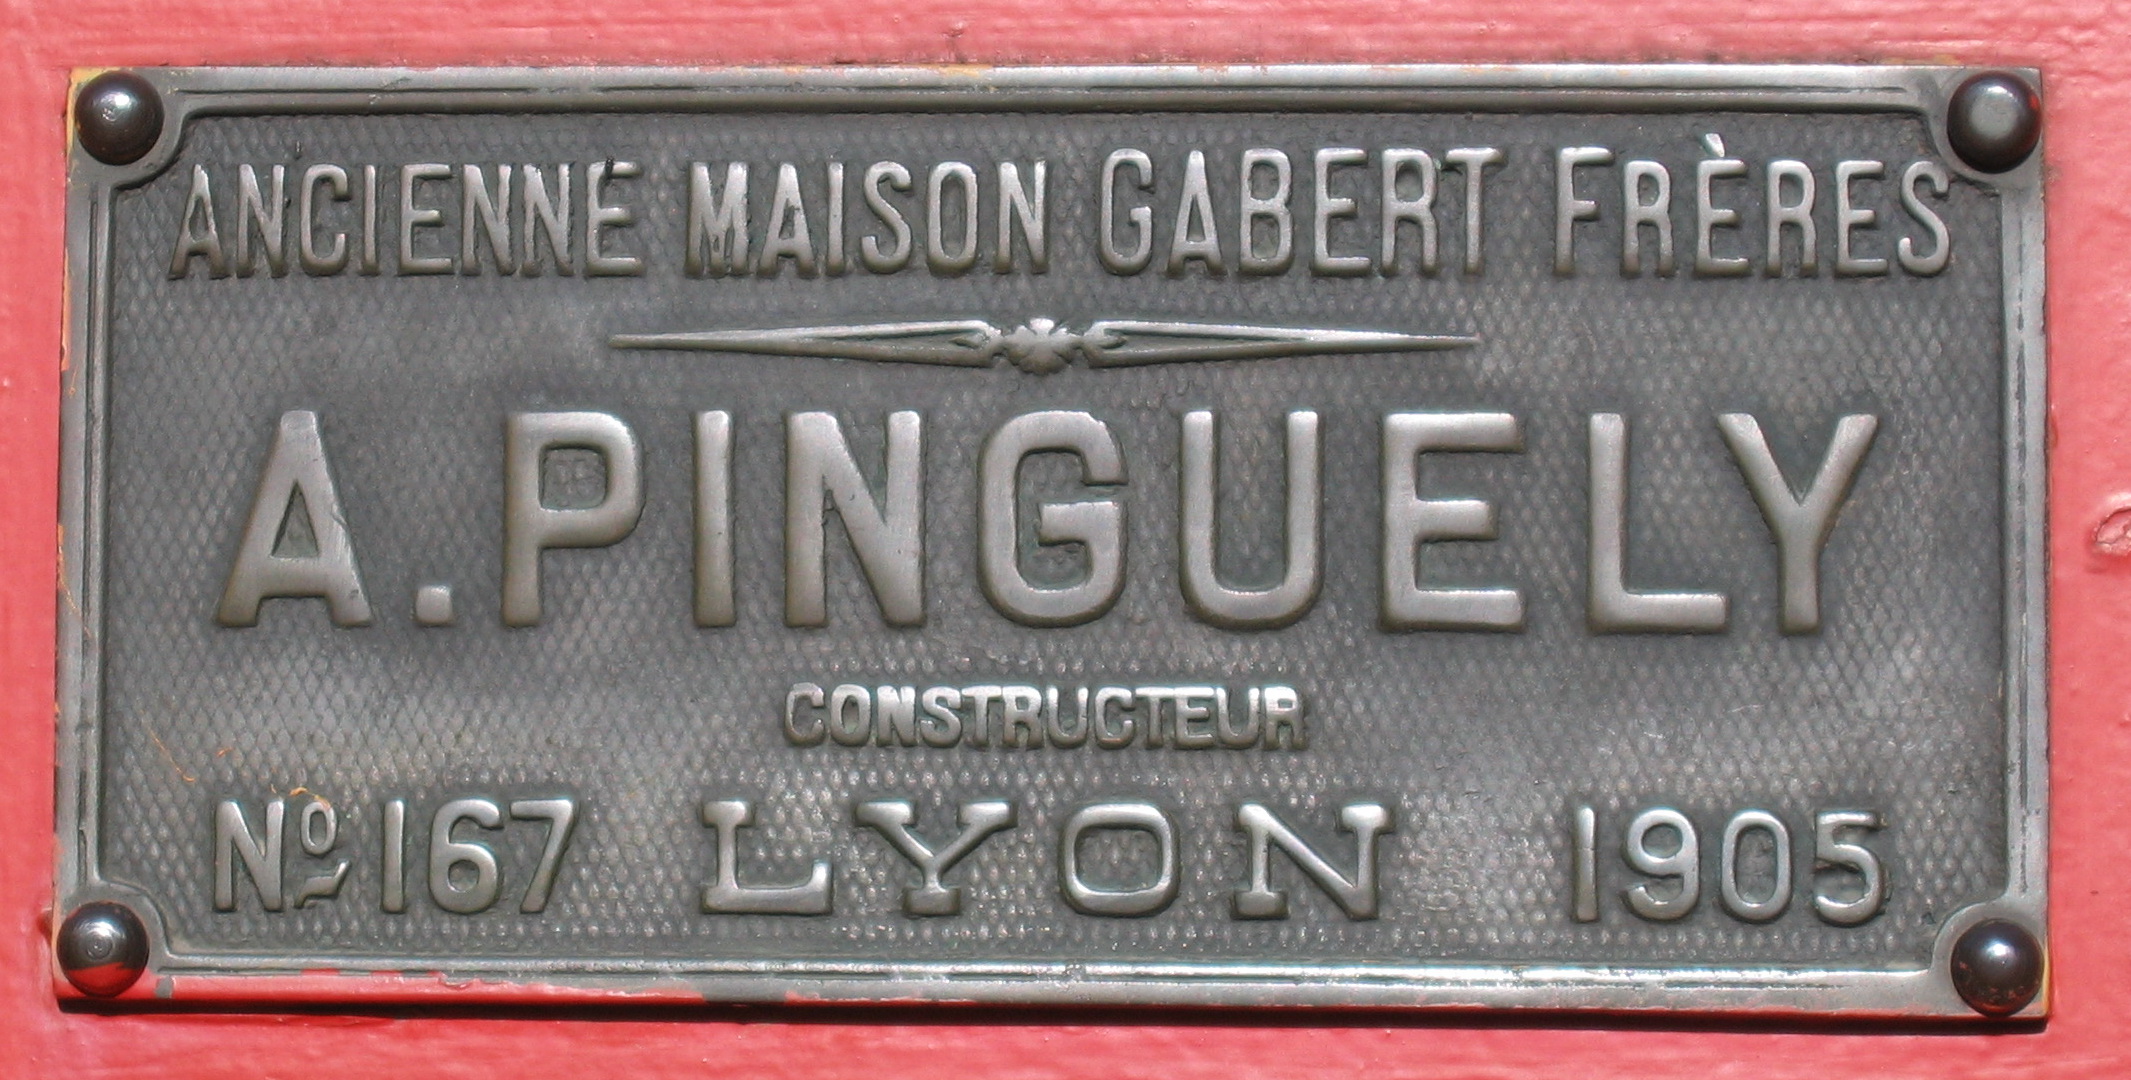 ANCIENNE MAISON GABERT FRÈRES
A. PINGUELY
CONSTRUCTEUR
Nº 167 LYON 1905